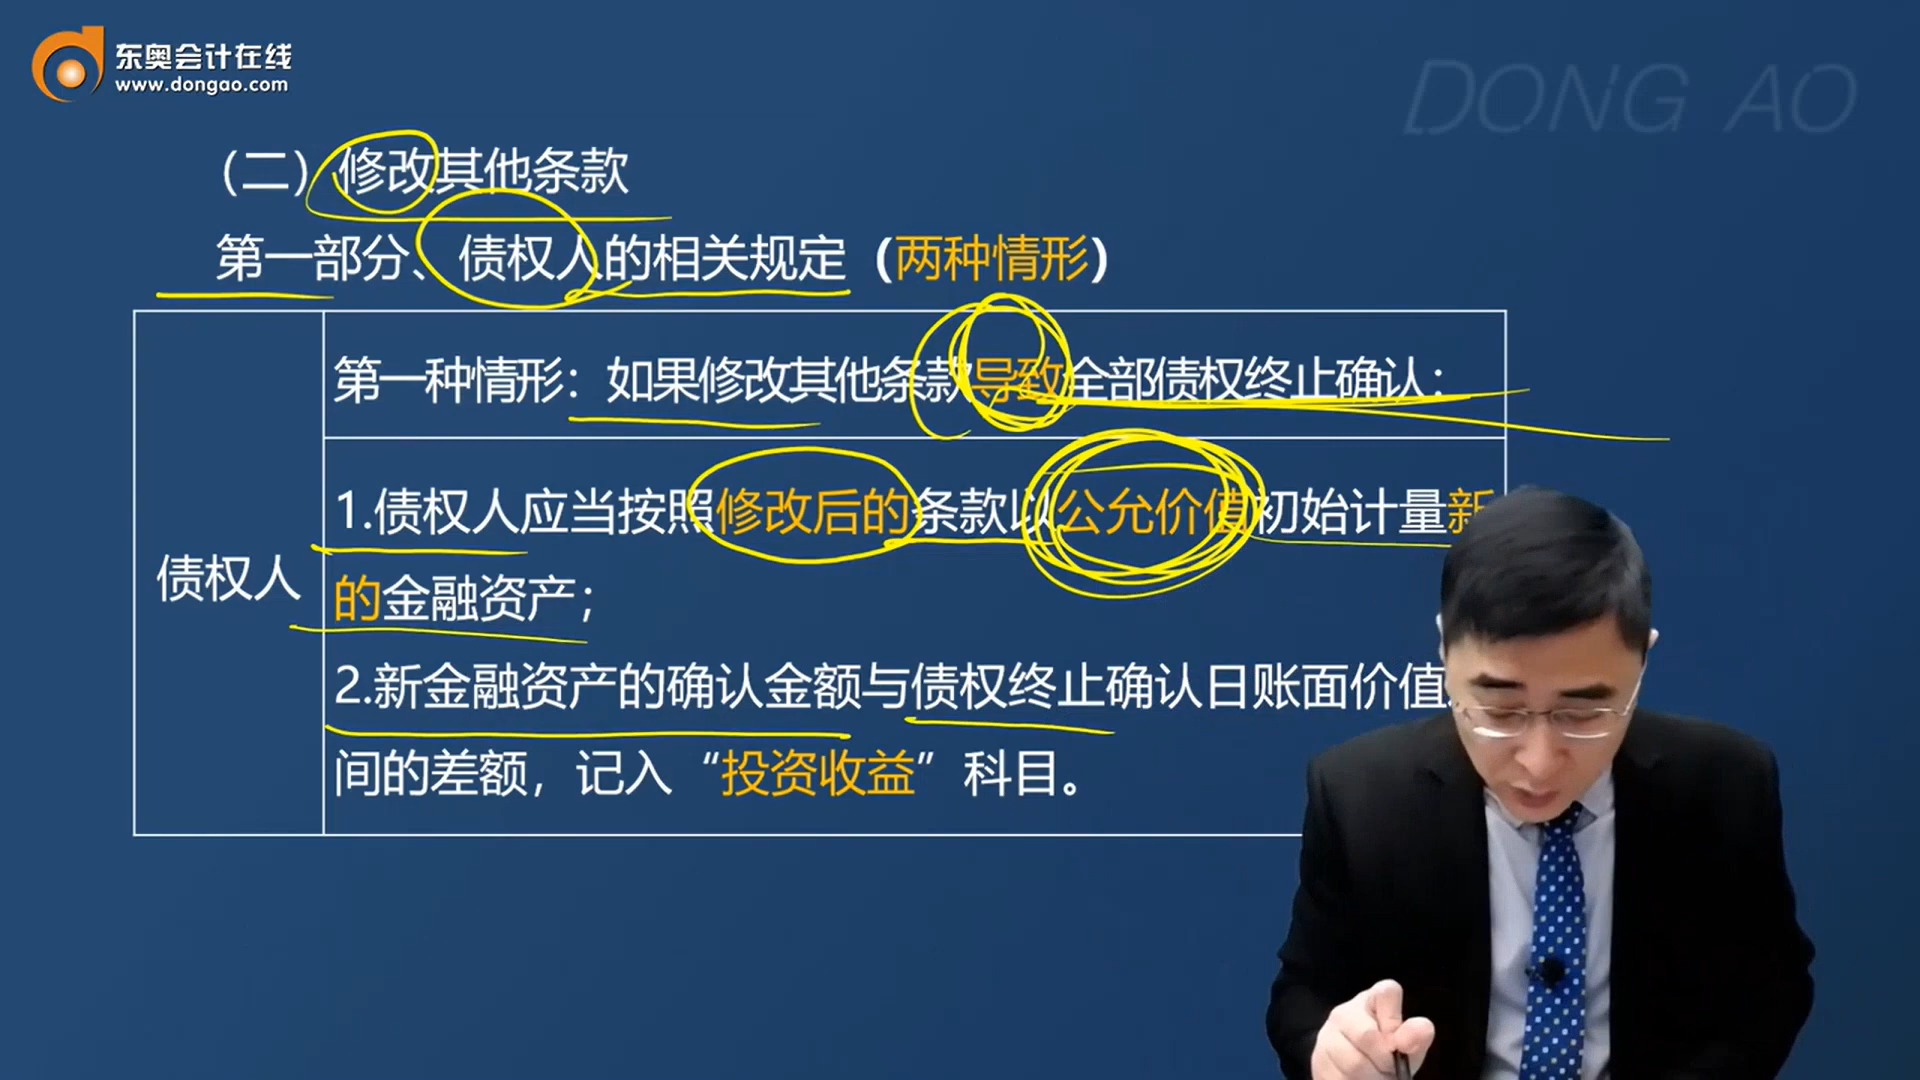 东奥会计在线
www.dongao.com
DONG AO
（二）修改其他条款
第一部分、债权人的相关规定（两种情形）
第一种情形：如果修改其他条款导致全部债权终止确认：
债权人
1.债权人应当按照修改后的条款以公允价值初始计量新
的金融资产；
2.新金融资产的确认金额与债权终止确认日账面价值
间的差额，记入“投资收益”科目。